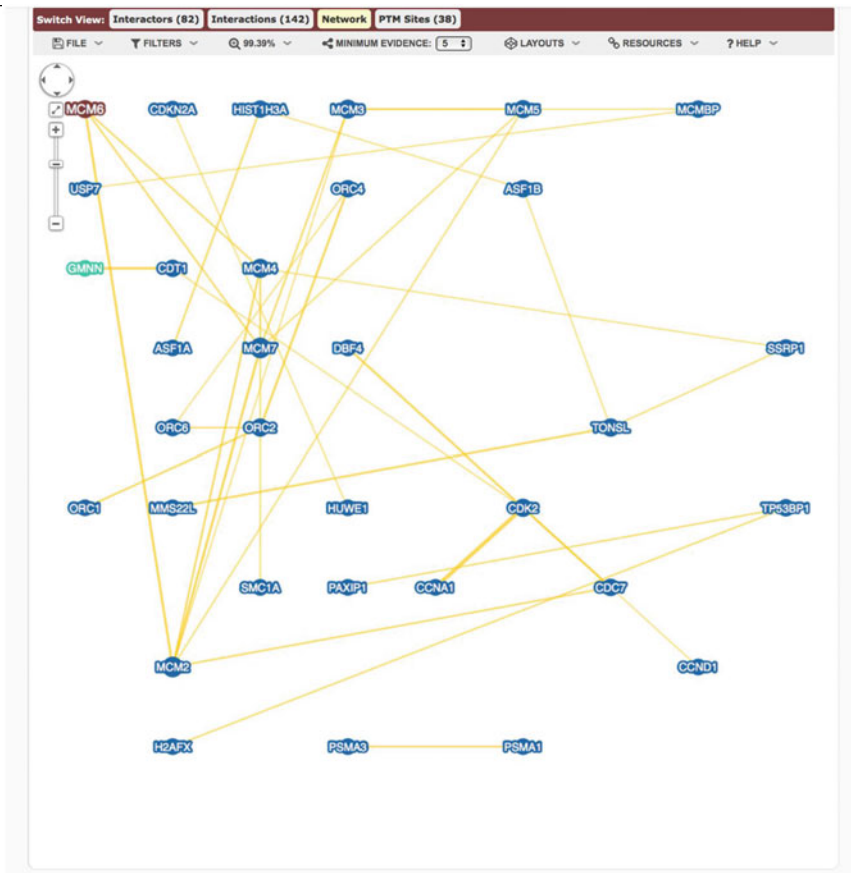 Switch View: Interactors (82) Interactions (142) Network PTM Sites (38)
FILE FILTERS 99.39% MINIMUM EVIDENCE: 5 LAYOUTS RESOURCES ? HELP
MCM6 CDKN2A HIST1H3A MCM3 MCM5 MCMBP
USP7 ORC4 ASF1B
GMNN CDT1 MCM4
ASF1A MCM7 DBF4 SSRP1
ORC6 ORC2 TONSL
ORC1 MMS22L HUWE1 CDK2 TP53BP1
SMC1A PAXIP1 CCNA1 CDC7
MCM2 CCND1
H2AFX PSMA3 PSMA1